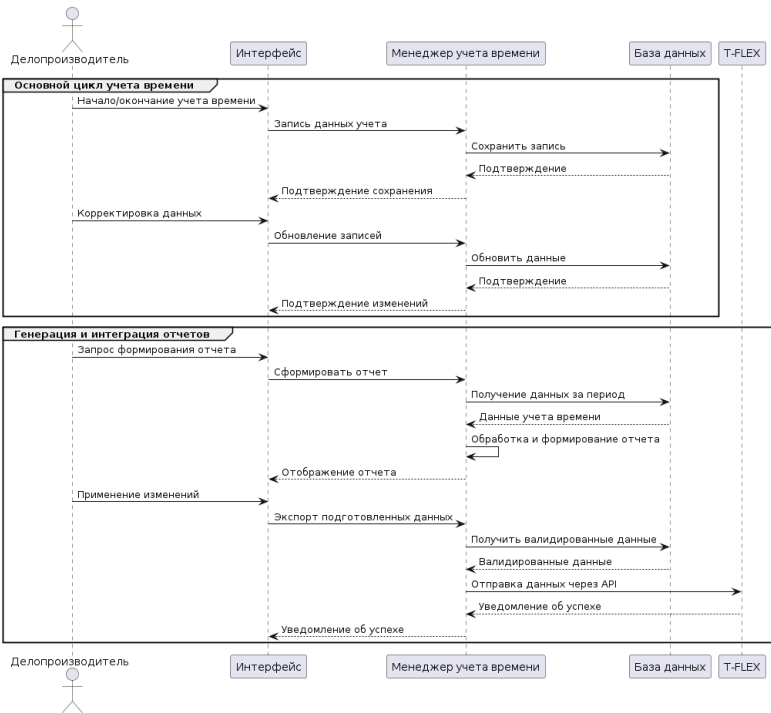 Делопроизводитель
Интерфейс
Менеджер учета времени
База данных
T-FLEX
Основной цикл учета времени
Начало/окончание учета времени
Запись данных учета
Сохранить запись
Подтверждение
Подтверждение сохранения
Корректировка данных
Обновление записей
Обновить данные
Подтверждение
Подтверждение изменений
Генерация и интеграция отчетов
Запрос формирования отчета
Сформировать отчет
Получение данных за период
Данные учета времени
Обработка и формирование отчета
Отображение отчета
Применение изменений
Экспорт подготовленных данных
Получить валидированные данные
Валидированные данные
Отправка данных через API
Уведомление об успехе
Уведомление об успехе
Делопроизводитель
Интерфейс
Менеджер учета времени
База данных
T-FLEX